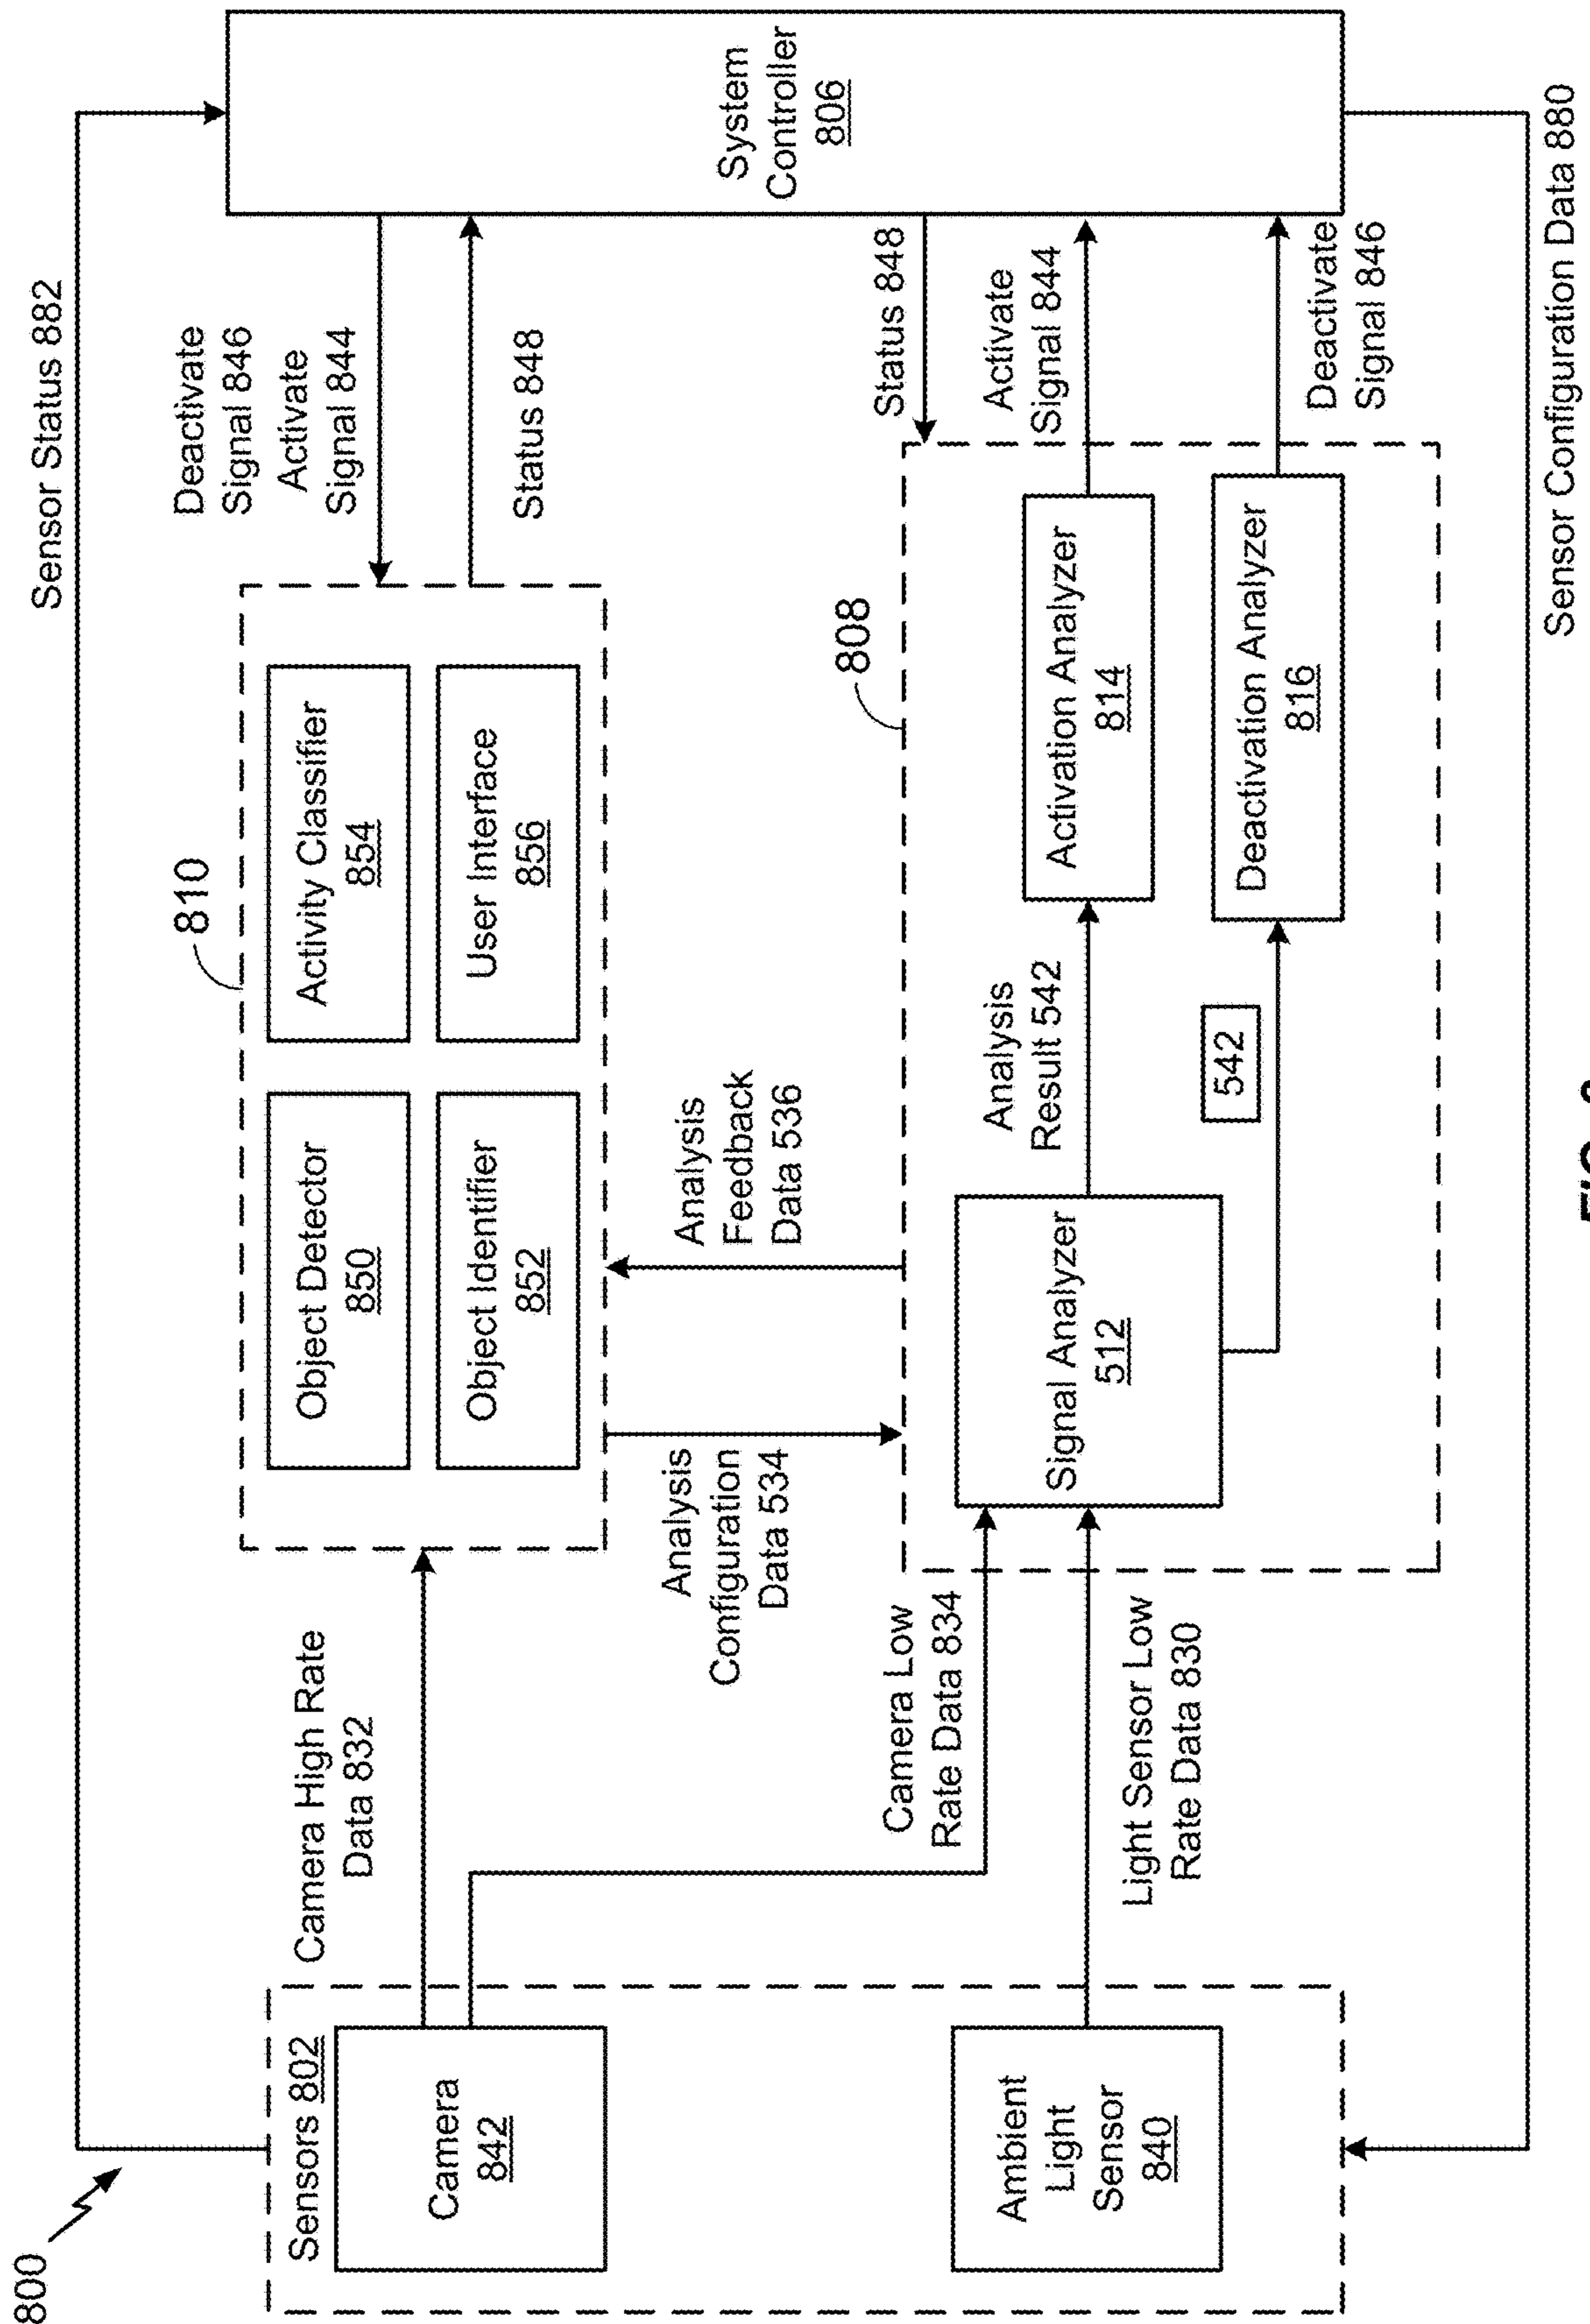 800
Sensor Status 882
Sensors 802
Camera
842
Ambient
Light
Sensor
840
Camera High Rate
Data 832
Camera Low
Rate Data 834
Light Sensor Low
Rate Data 830
810
Object Detector
850
Activity Classifier
854
Object Identifier
852
User Interface
856
Deactivate
Signal 846
Activate
Signal 844
Status 848
Analysis
Configuration
Data 534
Analysis
Feedback
Data 536
808
Signal Analyzer
512
Analysis
Result 542
542
Activation Analyzer
814
Deactivation Analyzer
816
Status 848
Activate
Signal 844
Deactivate
Signal 846
System
Controller
806
Sensor Configuration Data 880